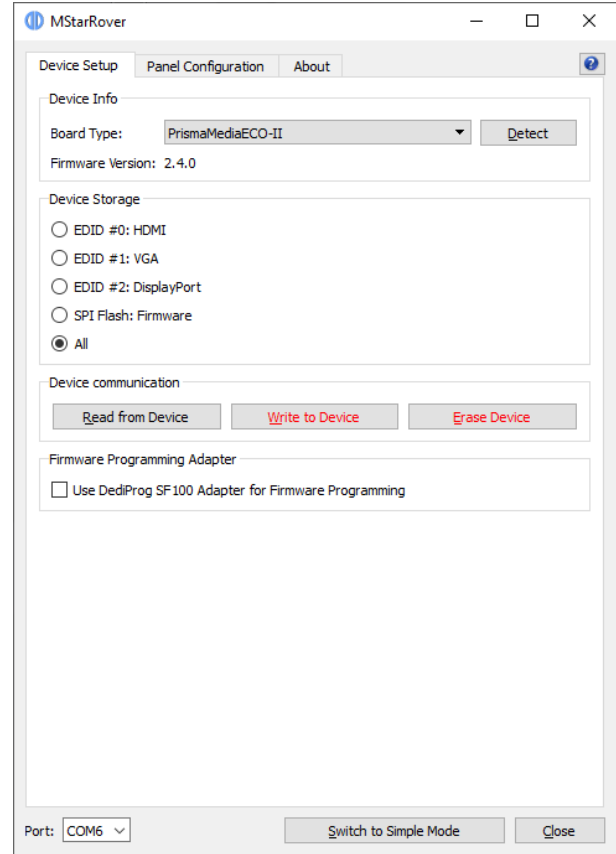 MStarRover
Device Setup Panel Configuration About
Device Info
Board Type: PrismaMediaECO-II Detect
Firmware Version: 2.4.0
Device Storage
EDID #0: HDMI
EDID #1: VGA
EDID #2: DisplayPort
SPI Flash: Firmware
All
Device communication
Read from Device Write to Device Erase Device
Firmware Programming Adapter
Use DediProg SF100 Adapter for Firmware Programming
Port: COM6 Switch to Simple Mode Close